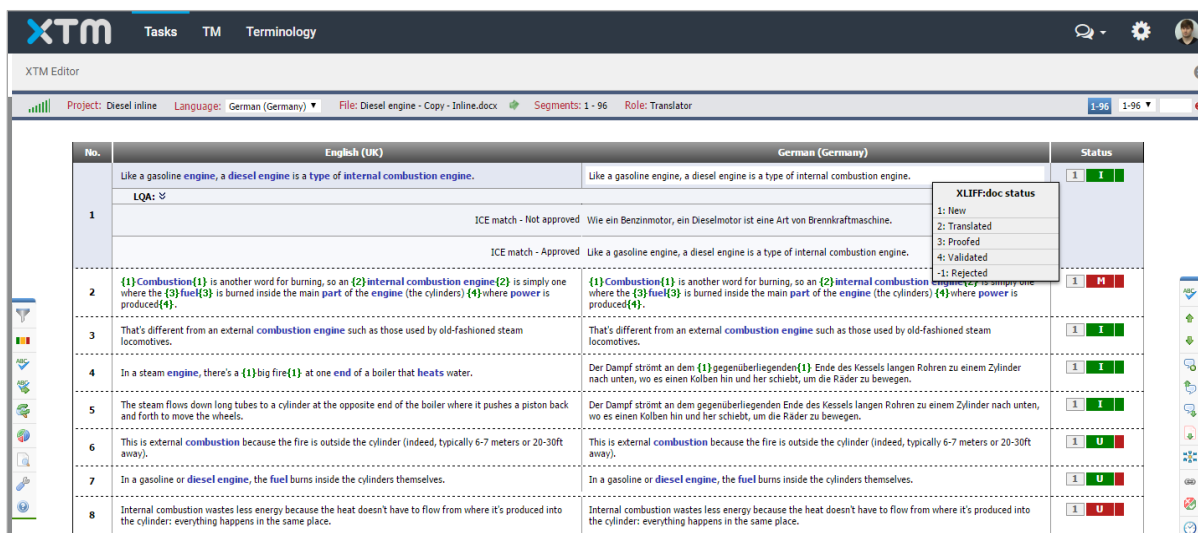 XTM Tasks TM Terminology
XTM Editor
Project: Diesel inline Language: German (Germany) ▼ File: Diesel engine - Copy - Inline.docx Segments: 1 - 96 Role: Translator 1-96 1-96 ▼
No. English (UK) German (Germany) Status
1
Like a gasoline engine, a diesel engine is a type of internal combustion engine.
Like a gasoline engine, a diesel engine is a type of internal combustion engine.
1 I
LQA:
ICE match - Not approved Wie ein Benzinmotor, ein Dieselmotor ist eine Art von Brennkraftmaschine.
ICE match - Approved Like a gasoline engine, a diesel engine is a type of internal combustion engine.
XLIFF:doc status
1: New
2: Translated
3: Proofed
4: Validated
-1: Rejected
2
{1}Combustion{1} is another word for burning, so an {2}internal combustion engine{2} is simply one
where the {3}fuel{3} is burned inside the main part of the engine (the cylinders) {4}where power is
produced{4}.
{1}Combustion{1} is another word for burning, so an {2}internal combustion engine{2} is simply one
where the {3}fuel{3} is burned inside the main part of the engine (the cylinders) {4}where power is
produced{4}.
1 M
3
That's different from an external combustion engine such as those used by old-fashioned steam
locomotives.
That's different from an external combustion engine such as those used by old-fashioned steam
locomotives.
1 I
4
In a steam engine, there's a {1}big fire{1} at one end of a boiler that heats water.
Der Dampf strömt an dem {1}gegenüberliegenden{1} Ende des Kessels langen Rohren zu einem Zylinder
nach unten, wo es einen Kolben hin und her schiebt, um die Räder zu bewegen.
1 I
5
The steam flows down long tubes to a cylinder at the opposite end of the boiler where it pushes a piston back
and forth to move the wheels.
Der Dampf strömt an dem gegenüberliegenden Ende des Kessels langen Rohren zu einem Zylinder nach unten,
wo es einen Kolben hin und her schiebt, um die Räder zu bewegen.
1 I
6
This is external combustion because the fire is outside the cylinder (indeed, typically 6-7 meters or 20-30ft
away).
This is external combustion because the fire is outside the cylinder (indeed, typically 6-7 meters or 20-30ft
away).
1 U
7
In a gasoline or diesel engine, the fuel burns inside the cylinders themselves.
In a gasoline or diesel engine, the fuel burns inside the cylinders themselves.
1 U
8
Internal combustion wastes less energy because the heat doesn't have to flow from where it's produced into
the cylinder: everything happens in the same place.
Internal combustion wastes less energy because the heat doesn't have to flow from where it's produced into
the cylinder: everything happens in the same place.
1 U
ABC
ABC
ABC